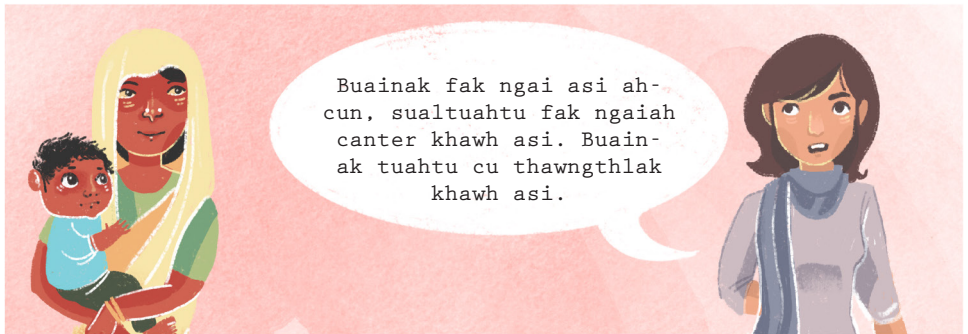 Buainak fak ngai asi ah-
cun, sualtuahtu fak ngaiah
canter khawh asi. Buain-
ak tuahtu cu thawngthlak
khawh asi.